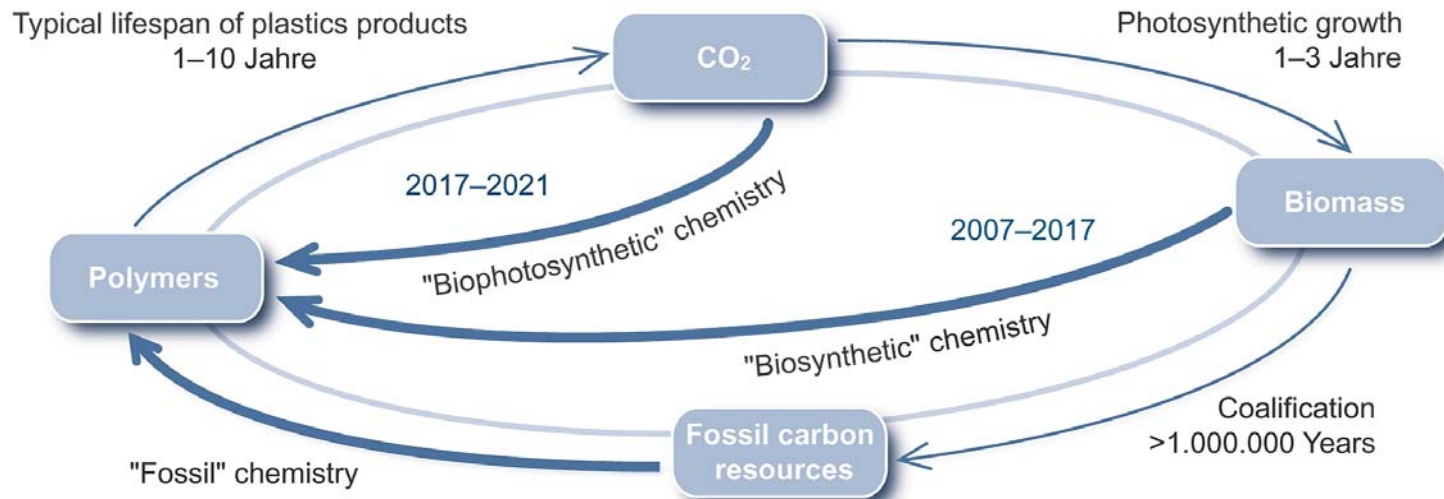 Typical lifespan of plastics products
1–10 Jahre
CO₂
Photosynthetic growth
1–3 Jahre
2017–2021
"Biophotosynthetic" chemistry
Biomass
2007–2017
Polymers
"Biosynthetic" chemistry
Coalification
>1.000.000 Years
Fossil carbon
resources
"Fossil" chemistry